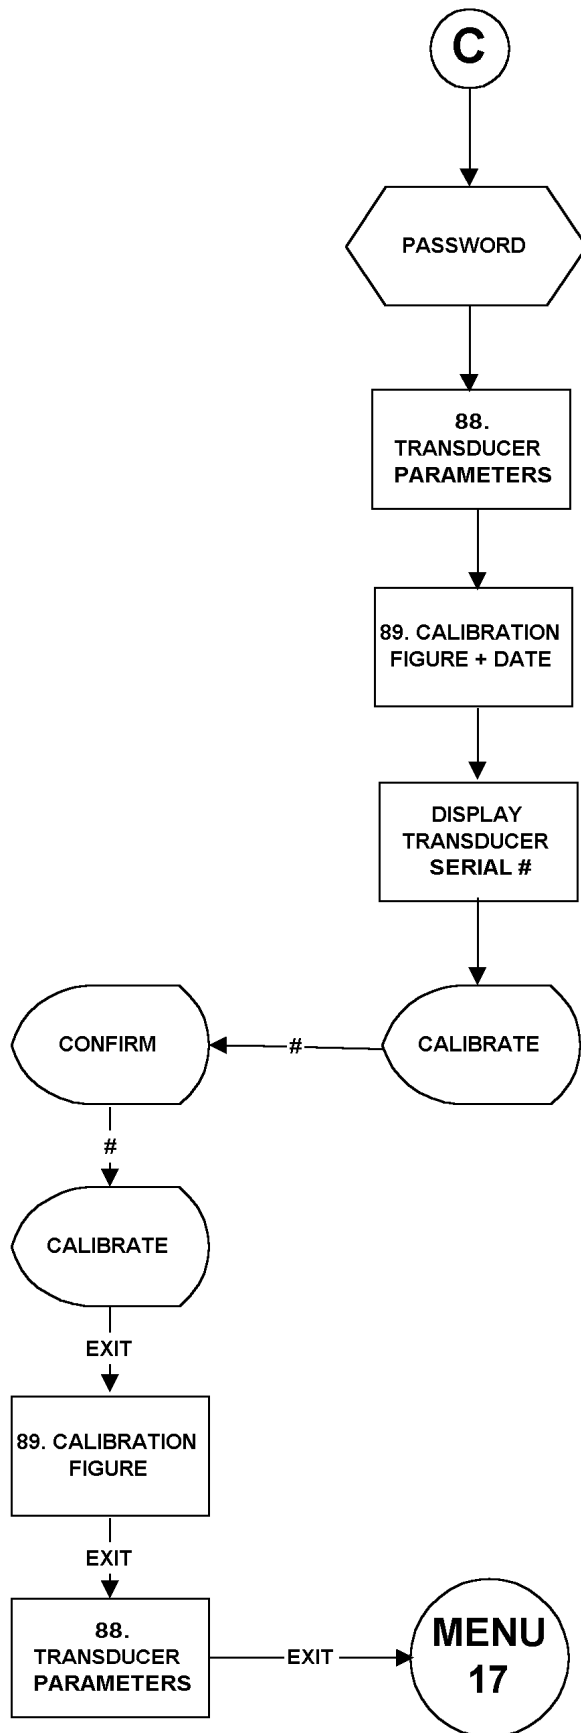 C
PASSWORD
88.
TRANSDUCER
PARAMETERS
89. CALIBRATION
FIGURE + DATE
DISPLAY
TRANSDUCER
SERIAL #
CALIBRATE
#
CONFIRM
#
CALIBRATE
EXIT
89. CALIBRATION
FIGURE
EXIT
88.
TRANSDUCER
PARAMETERS
EXIT
MENU
17